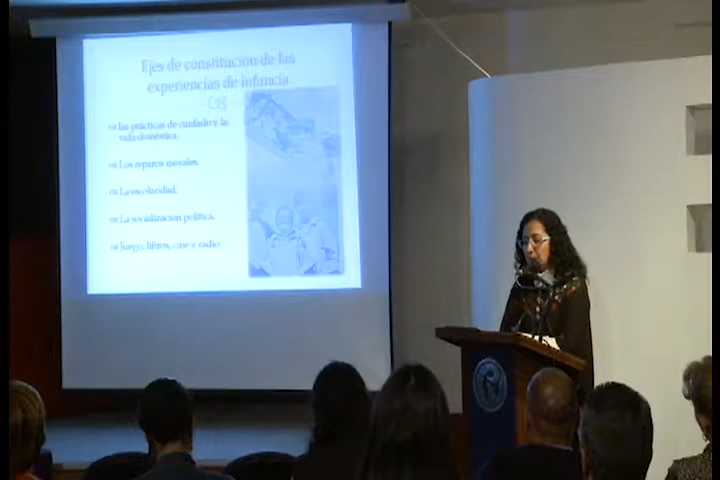 Ejes de constitución de las
experiencias de infancia
las prácticas de cuidado y la
vida doméstica.
Los reparos morales.
La escolaridad.
La socialización política.
Juego, libros, cine y radio.